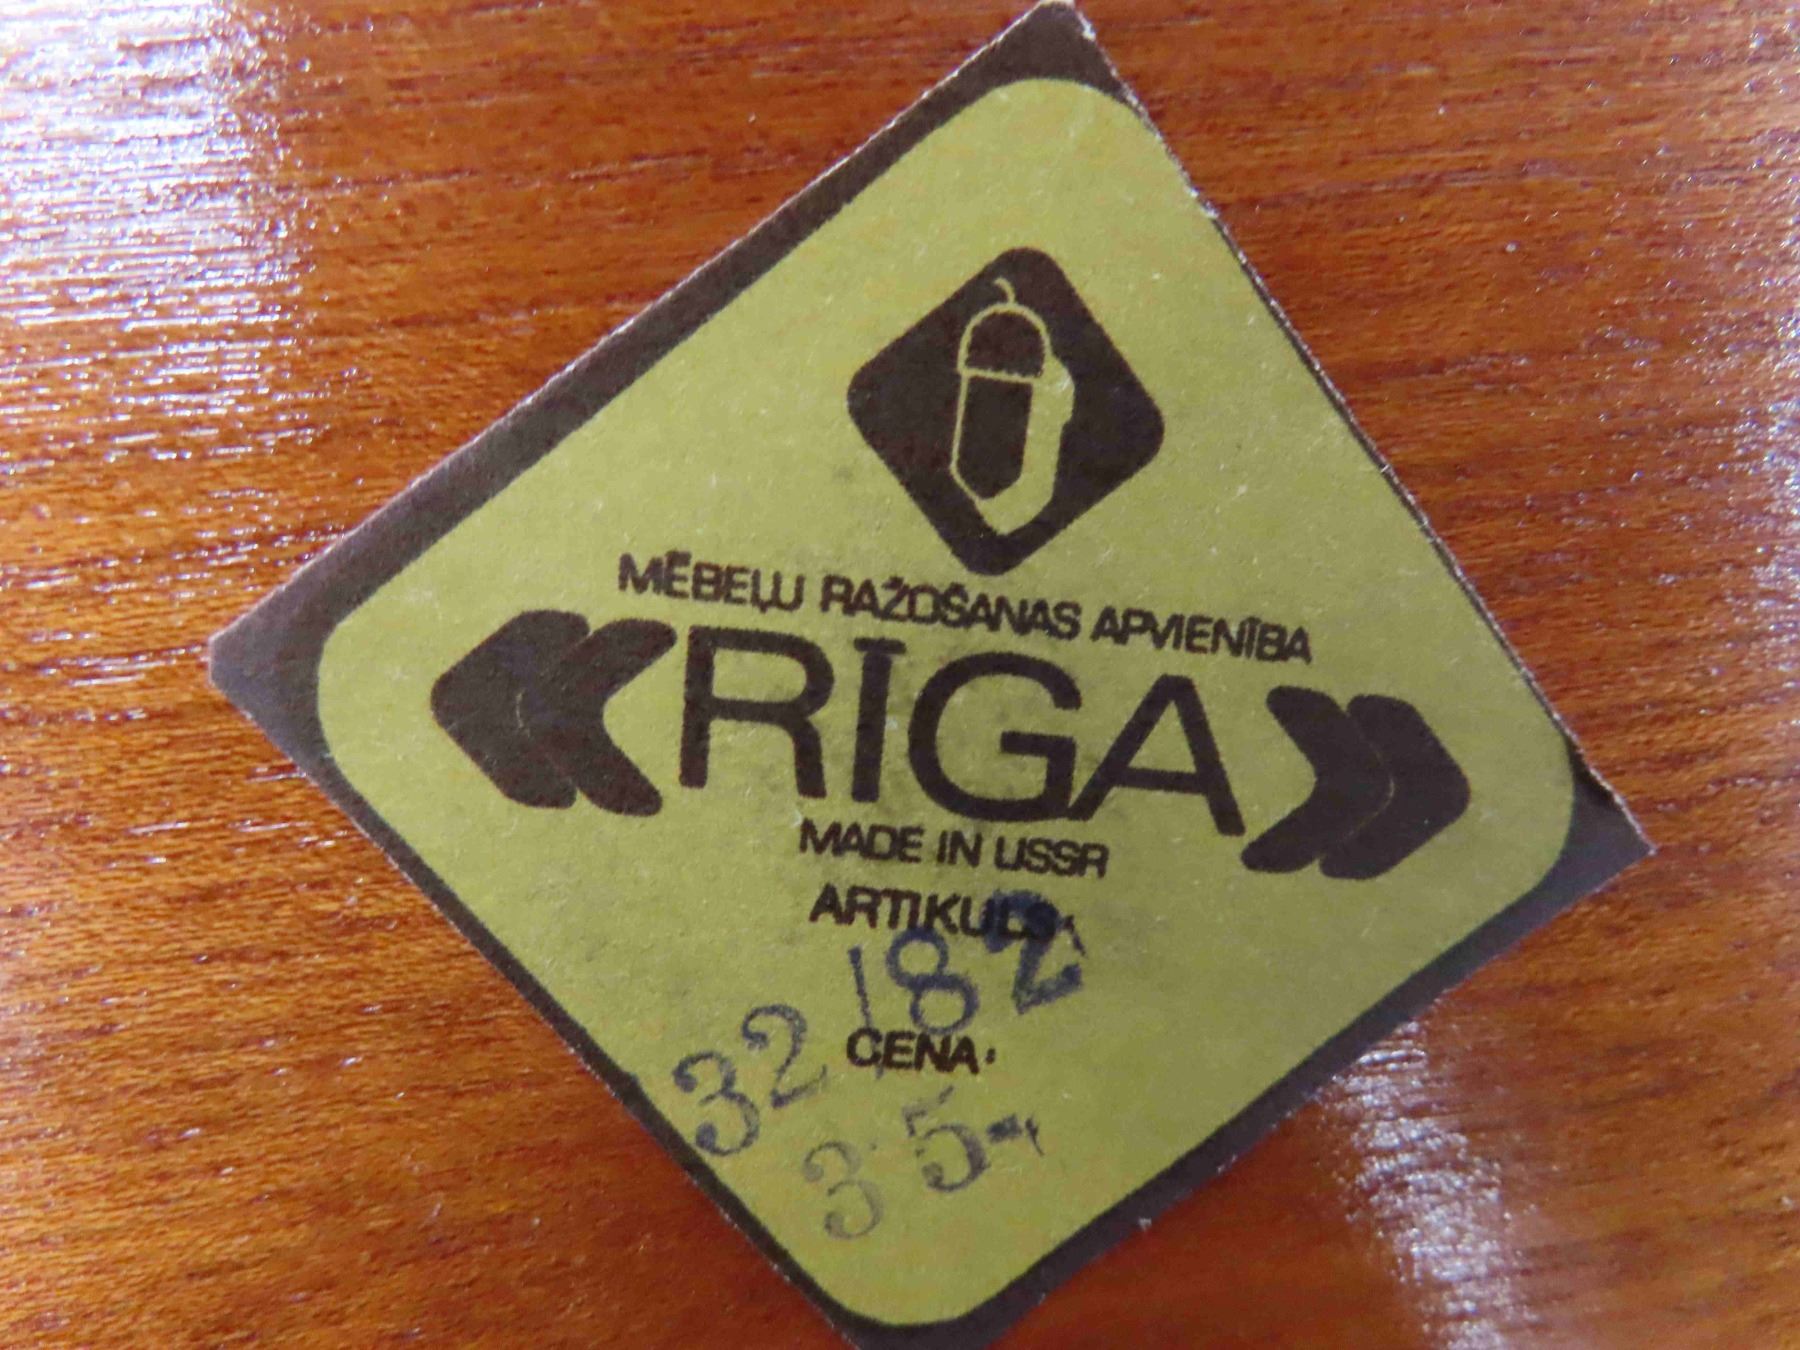 MĒBEĻU RAŽOŠANAS APVIENĪBA
«RĪGA»
MADE IN USSR
ARTIKULS.
32 182
CENA.
35-